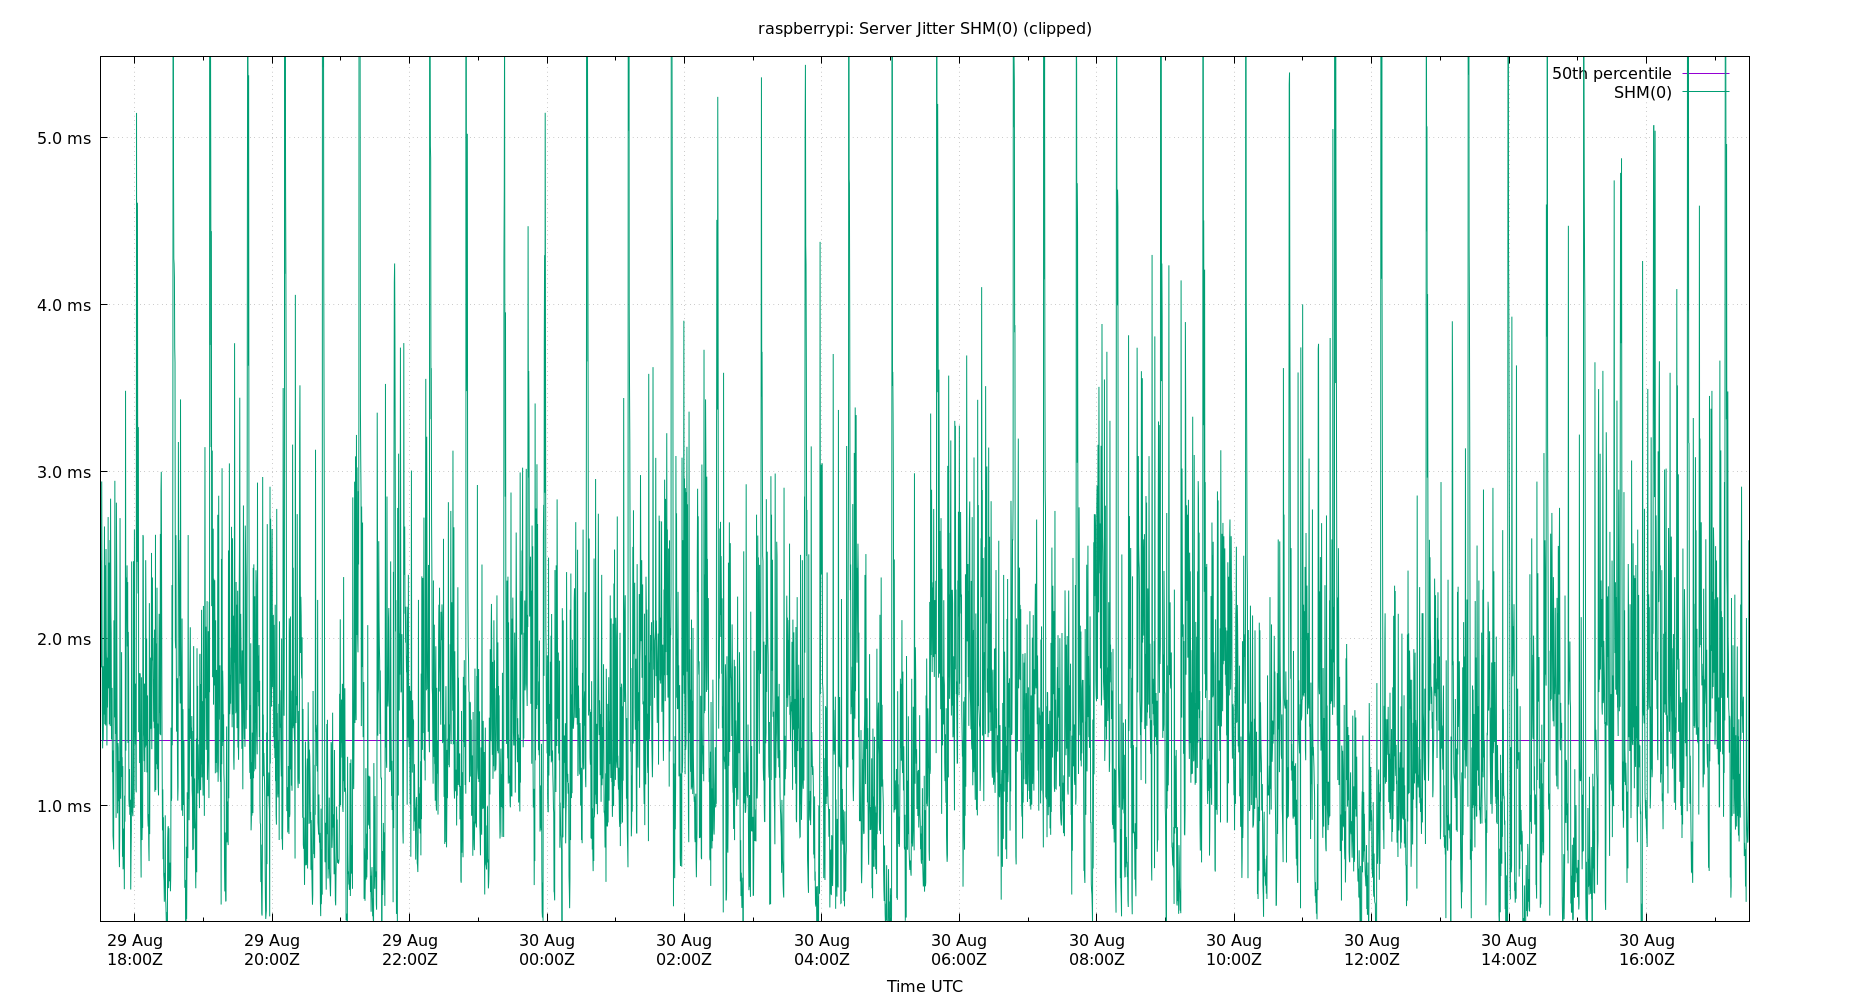 raspberrypi: Server Jitter SHM(0) (clipped)
50th percentile
SHM(0)
5.0 ms
4.0 ms
3.0 ms
2.0 ms
1.0 ms
29 Aug 29 Aug 29 Aug 30 Aug 30 Aug 30 Aug 30 Aug 30 Aug 30 Aug 30 Aug 30 Aug 30 Aug
18:00Z 20:00Z 22:00Z 00:00Z 02:00Z 04:00Z 06:00Z 08:00Z 10:00Z 12:00Z 14:00Z 16:00Z
Time UTC